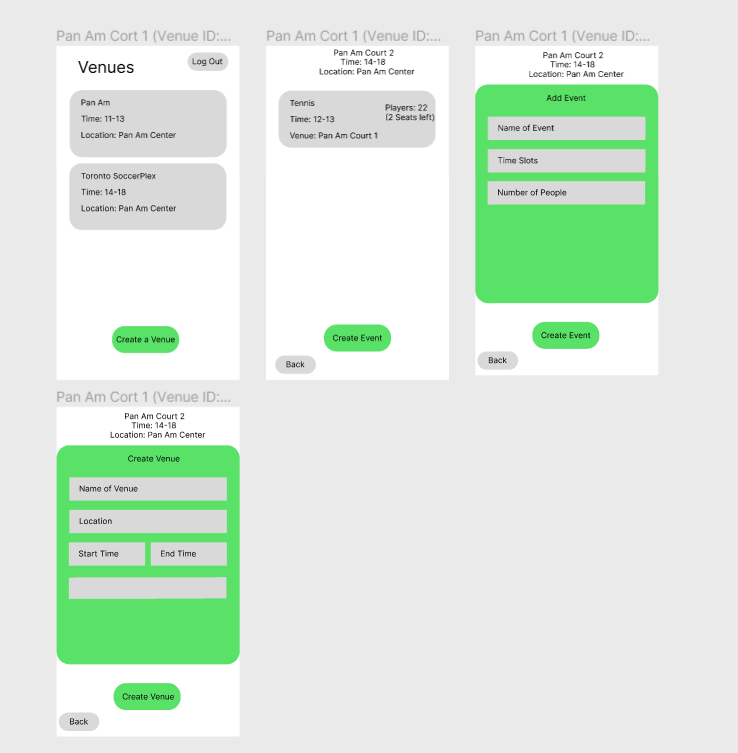 Pan Am Cort 1 (Venue ID:...
Venues
Log Out
Pan Am
Time: 11-13
Location: Pan Am Center
Toronto SoccerPlex
Time: 14-18
Location: Pan Am Center
Create a Venue
Pan Am Cort 1 (Venue ID:...
Pan Am Court 2
Time: 14-18
Location: Pan Am Center
Tennis
Players: 22
(2 Seats left)
Time: 12-13
Venue: Pan Am Court 1
Create Event
Back
Pan Am Cort 1 (Venue ID:...
Pan Am Court 2
Time: 14-18
Location: Pan Am Center
Add Event
Name of Event
Time Slots
Number of People
Create Event
Back
Pan Am Cort 1 (Venue ID:...
Pan Am Court 2
Time: 14-18
Location: Pan Am Center
Create Venue
Name of Venue
Location
Start Time
End Time
Create Venue
Back